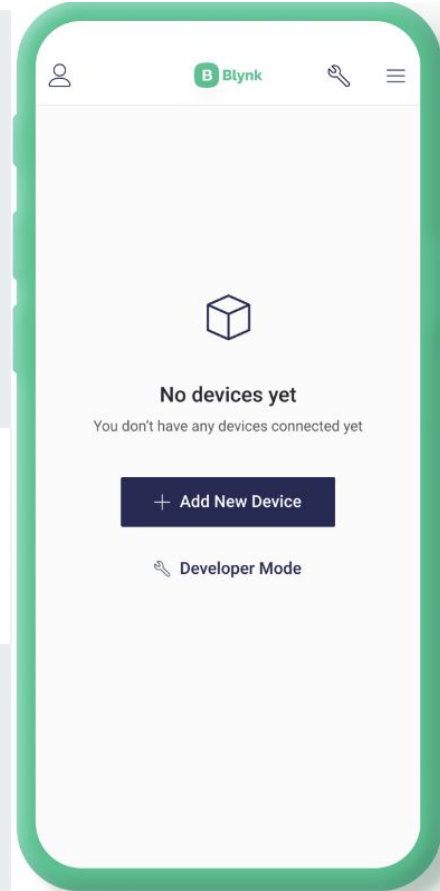 B Blynk
No devices yet
You don't have any devices connected yet
+ Add New Device
Developer Mode